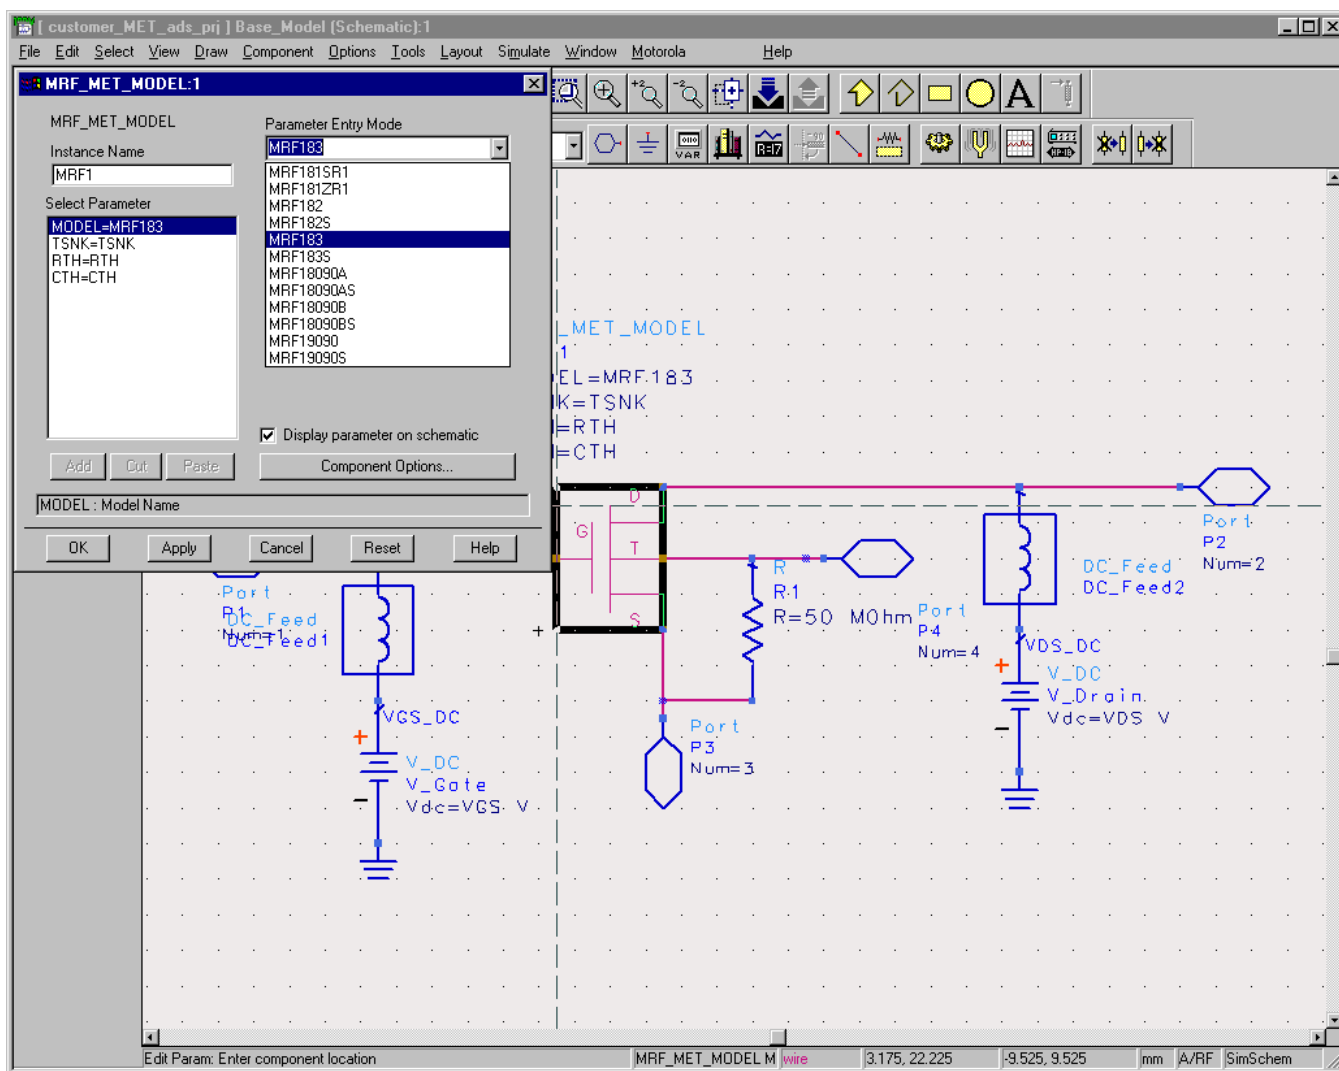 [ customer_MET_ads_prj ] Base_Model (Schematic):1
File Edit Select View Draw Component Options Tools Layout Simulate Window Motorola Help
MRF_MET_MODEL:1
MRF_MET_MODEL
Instance Name
MRF1
Select Parameter
MODEL=MRF183
TSNK=TSNK
RTH=RTH
CTH=CTH
Add Cut Paste
Parameter Entry Mode
MRF183
MRF181SR1
MRF181ZR1
MRF182
MRF182S
MRF183
MRF183S
MRF18090A
MRF18090AS
MRF18090B
MRF18090BS
MRF19090
MRF19090S
Display parameter on schematic
Component Options...
MODEL : Model Name
OK Apply Cancel Reset Help
VAR
A
_MET_MODEL
1
EL=MRF183
K=TSNK
=RTH
=CTH
D
G
T
S
Port
P1
Num=1
DC_Feed
DC_Feed1
VGS_DC
+
V_DC
V_Gate
Vdc=VGS V
–
R
R1
R=50 MOhm
Port
P4
Num=4
Port
P3
Num=3
Port
P2
Num=2
DC_Feed
DC_Feed2
VDS_DC
+
V_DC
V_Drain
Vdc=VDS V
–
Edit Param: Enter component location
MRF_MET_MODEL M
wire
3.175, 22.225
-9.525, 9.525
mm
A/RF
SimSchem